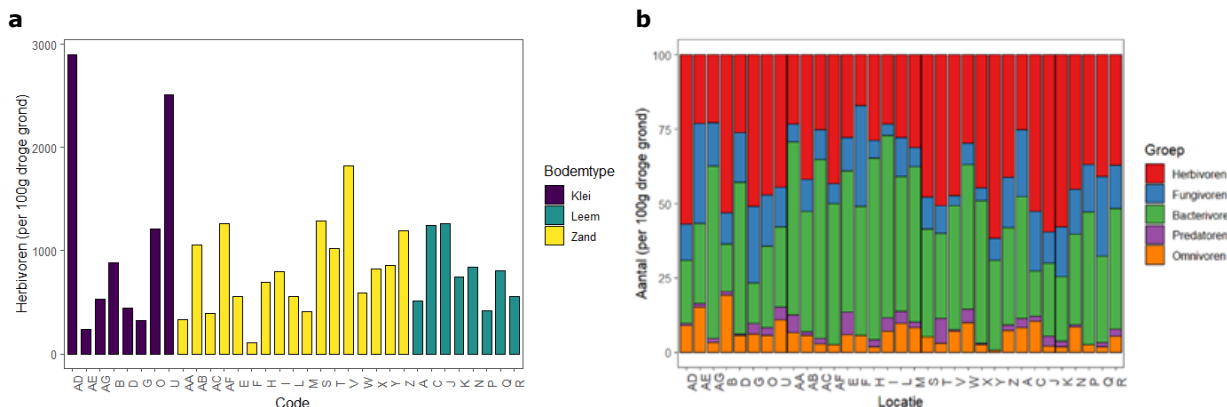 a
3000
2000
1000
0
Herbivoren (per 100g droge grond)
AD AE AG B D G O U AA AB AC AF E F H I L M S T V W X Y Z A C J K N P Q R
Code
Bodemtype
Klei
Leem
Zand
b
100
75
50
25
0
Aantal (per 100g droge grond)
AD AE AG B D G O U AA AB AC AF E F H I L M S T V W X Y Z A C J K N P Q R
Locatie
Groep
Herbivoren
Fungivoren
Bacterivoren
Predatoren
Omnivoren